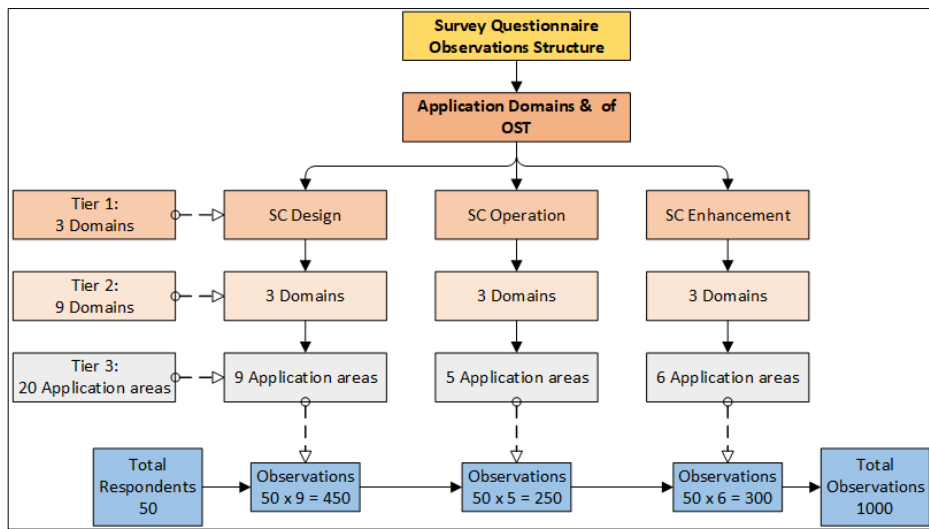 Survey Questionnaire
Observations Structure
Application Domains &  of
OST
Tier 1:
3 Domains
SC Design
SC Operation
SC Enhancement
Tier 2:
9 Domains
3 Domains
3 Domains
3 Domains
Tier 3:
20 Application areas
9 Application areas
5 Application areas
6 Application areas
Total
Respondents
50
Observations
50 x 9 = 450
Observations
50 x 5 = 250
Observations
50 x 6 = 300
Total
Observations
1000